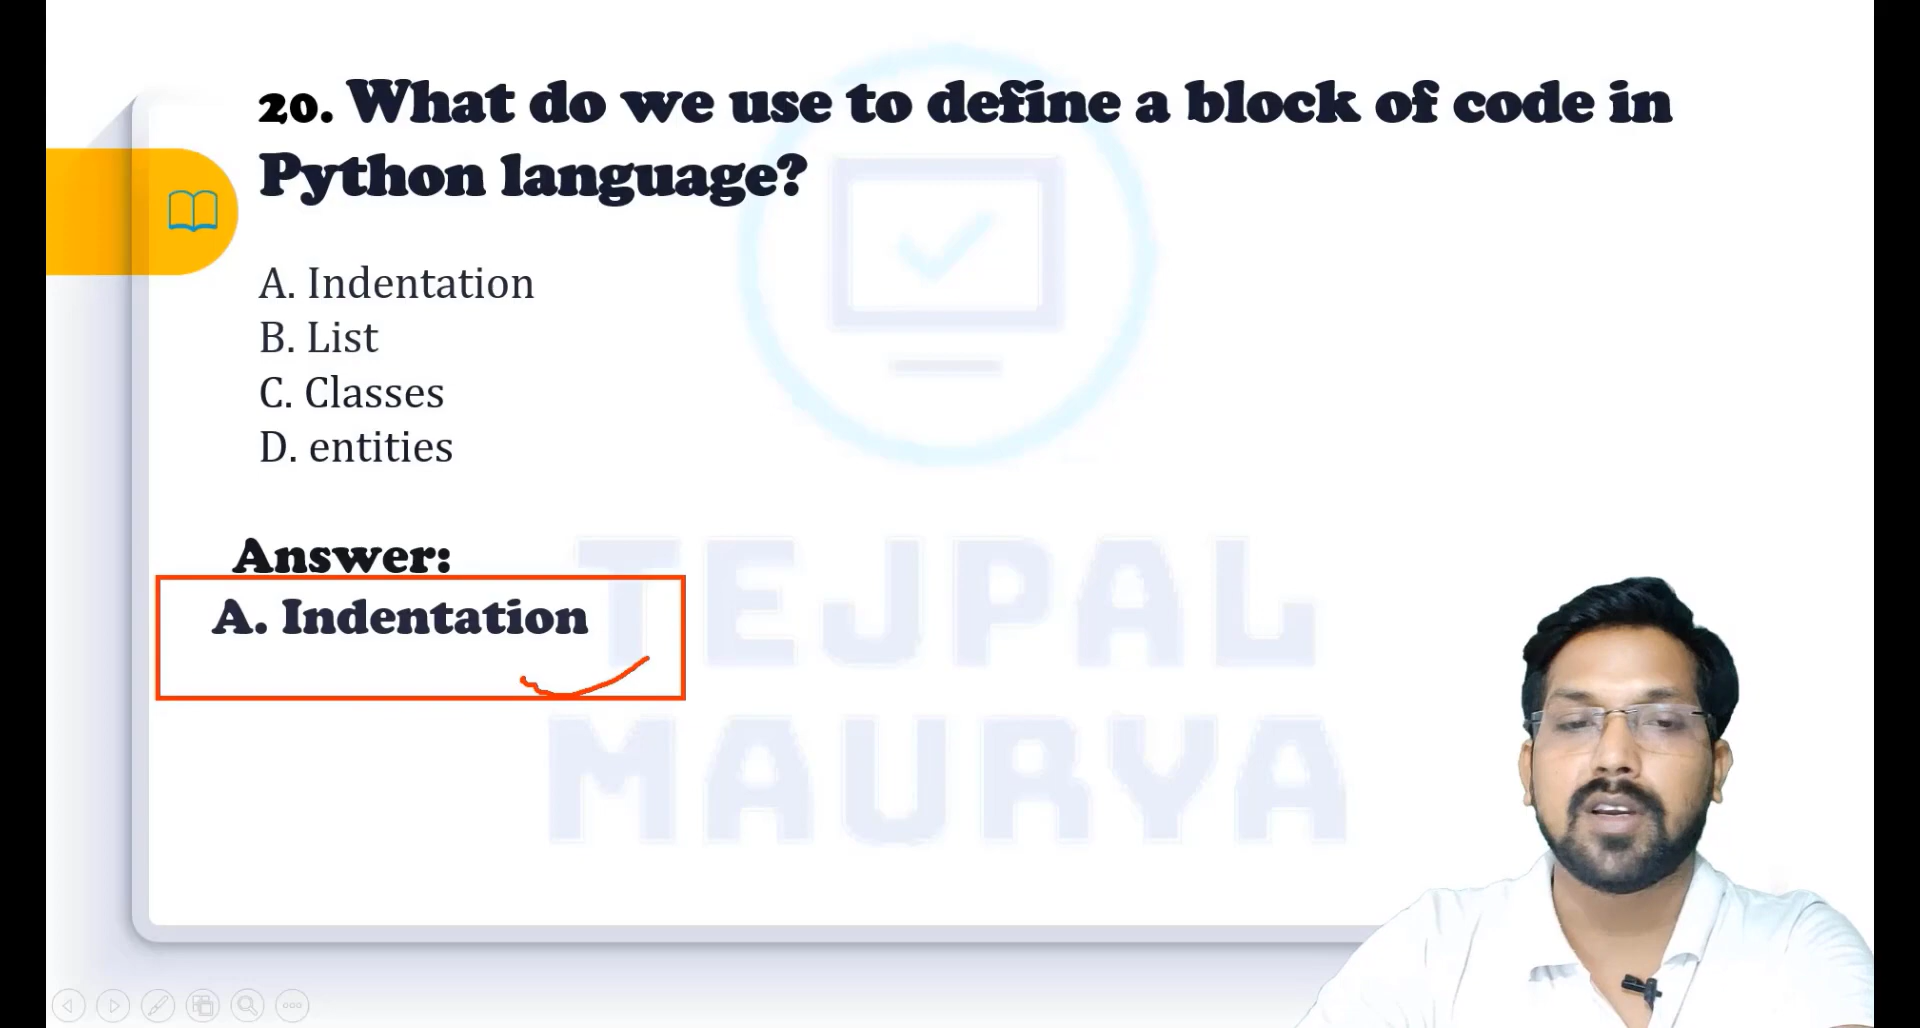 20. What do we use to define a block of code in
Python language?
A. Indentation
B. List
C. Classes
D. entities
Answer:
A. Indentation
TEJPAL
MAURYA